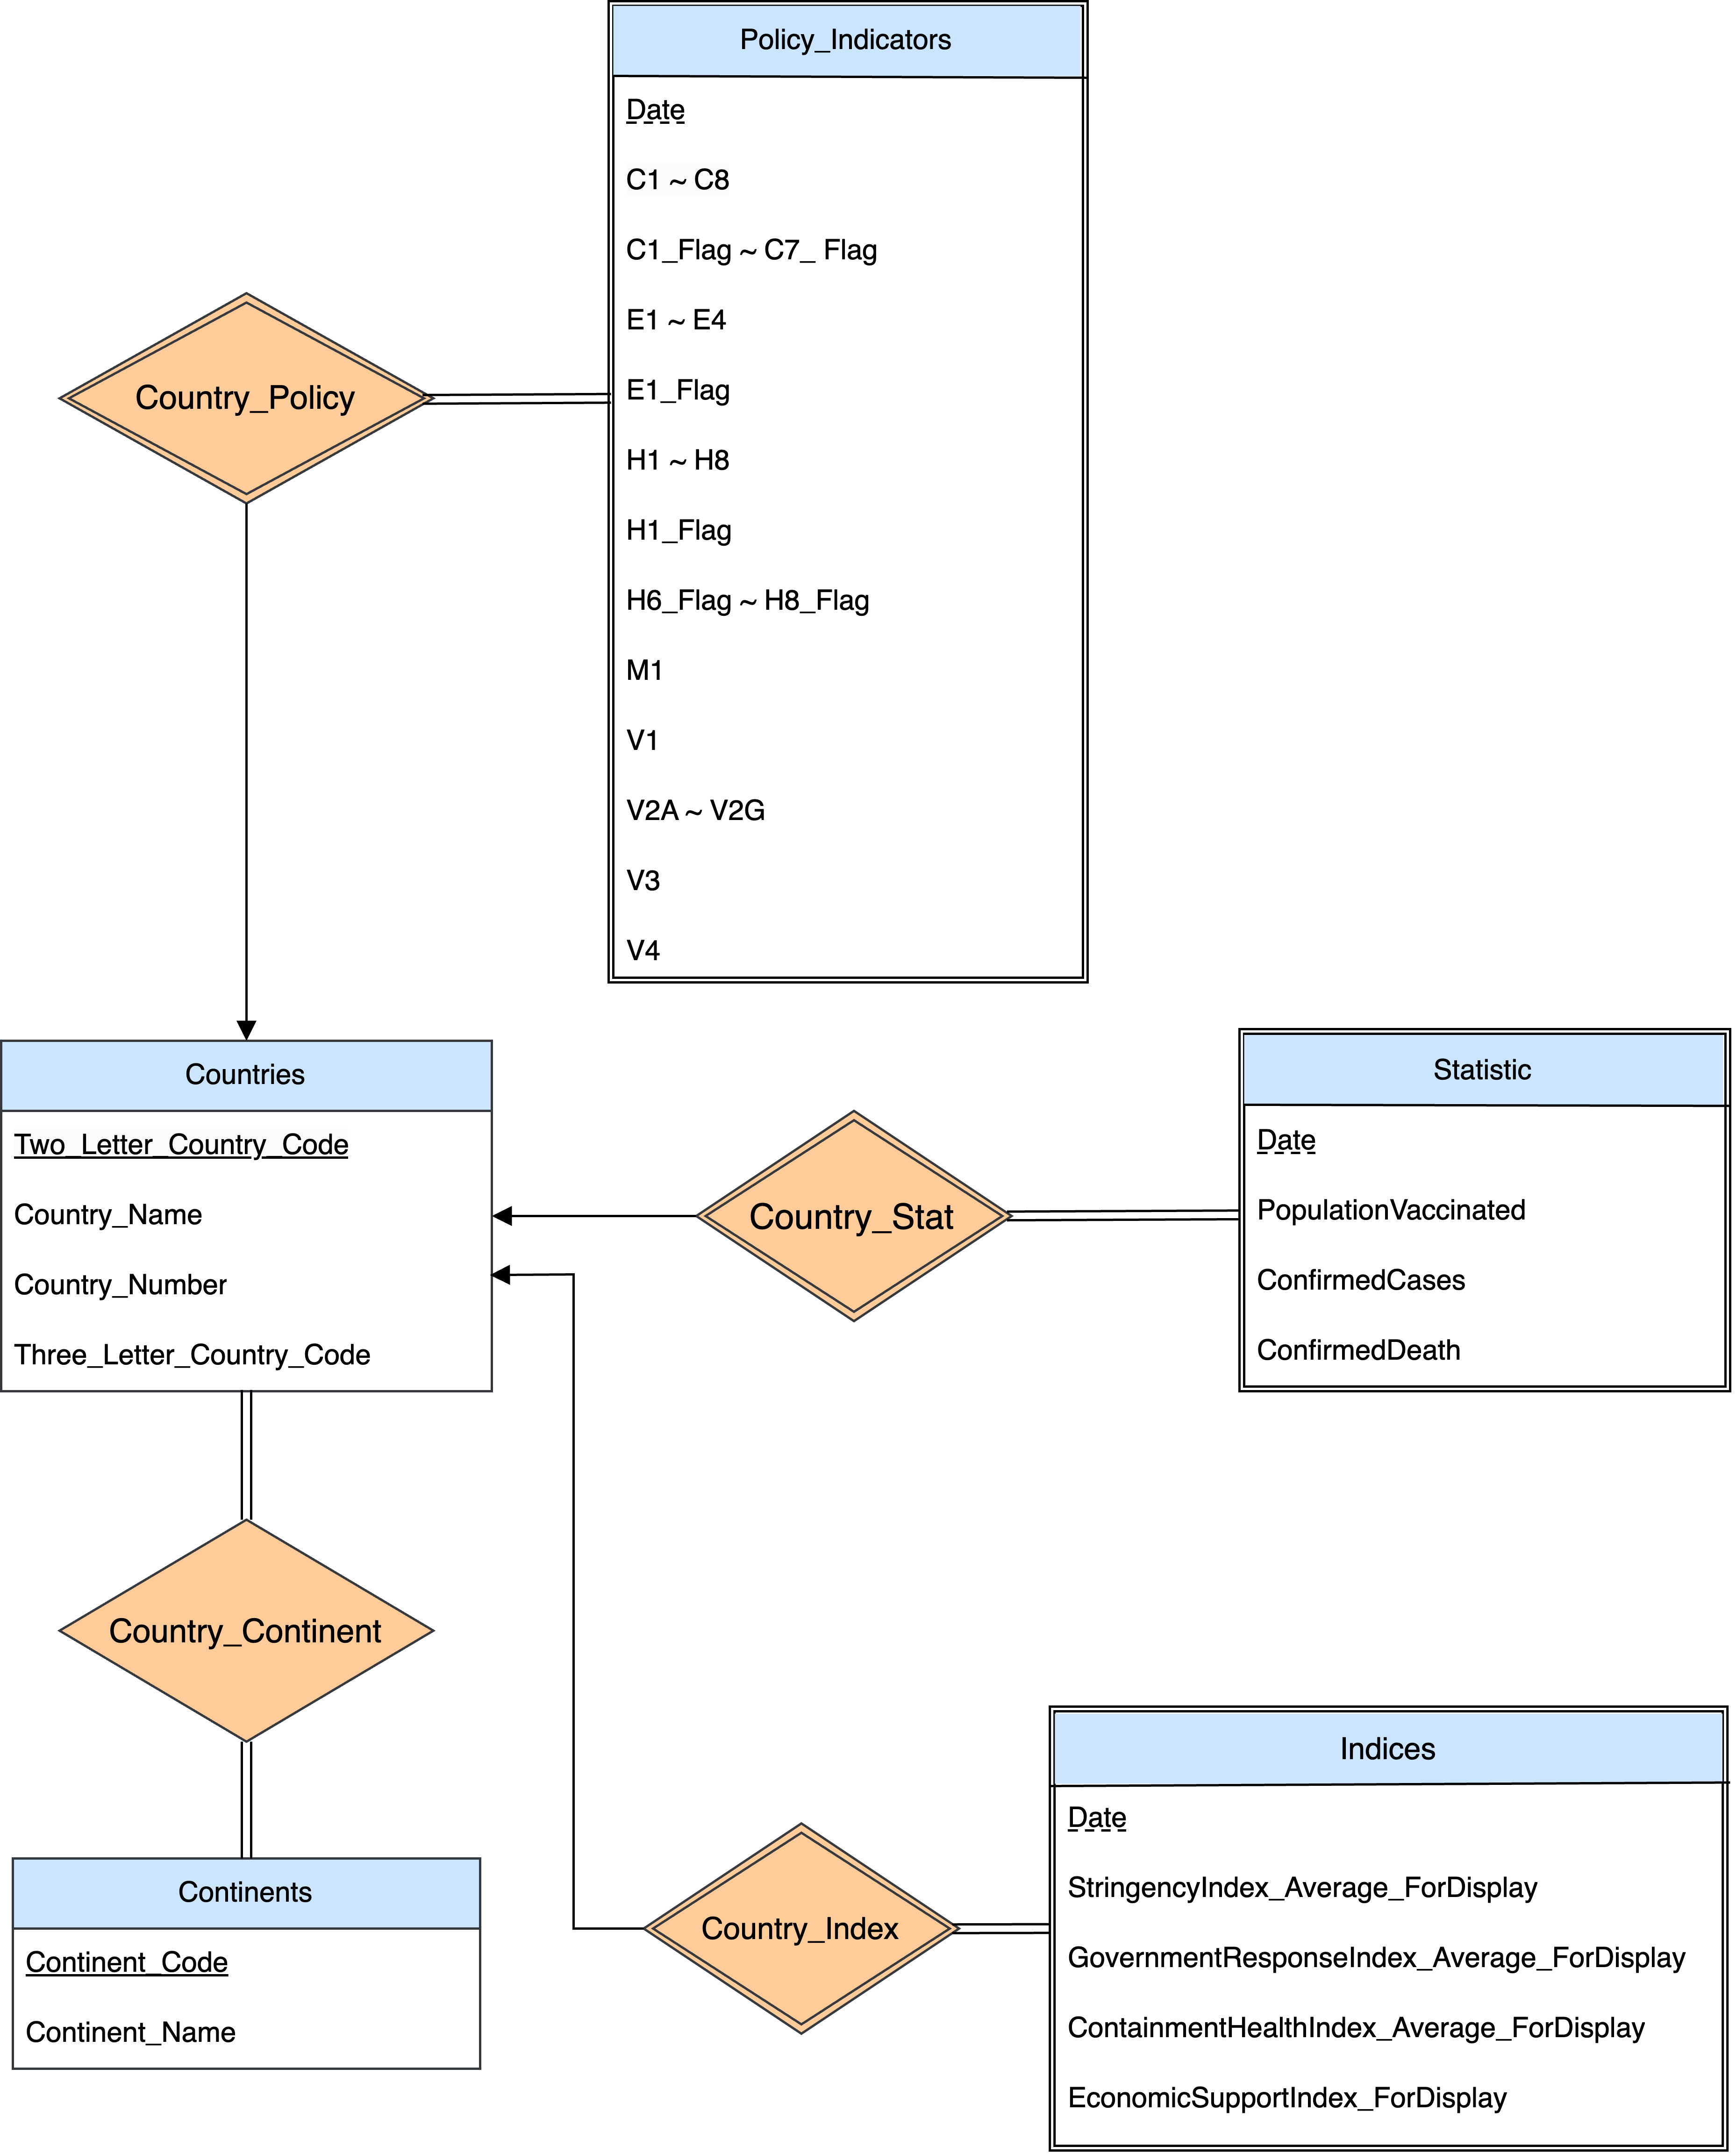 Policy_Indicators
Date
C1 ~ C8
C1_Flag ~ C7_ Flag
E1 ~ E4
E1_Flag
H1 ~ H8
H1_Flag
H6_Flag ~ H8_Flag
M1
V1
V2A ~ V2G
V3
V4
Country_Policy
Countries
Two_Letter_Country_Code
Country_Name
Country_Number
Three_Letter_Country_Code
Country_Stat
Statistic
Date
PopulationVaccinated
ConfirmedCases
ConfirmedDeath
Country_Continent
Continents
Continent_Code
Continent_Name
Country_Index
Indices
Date
StringencyIndex_Average_ForDisplay
GovernmentResponseIndex_Average_ForDisplay
ContainmentHealthIndex_Average_ForDisplay
EconomicSupportIndex_ForDisplay